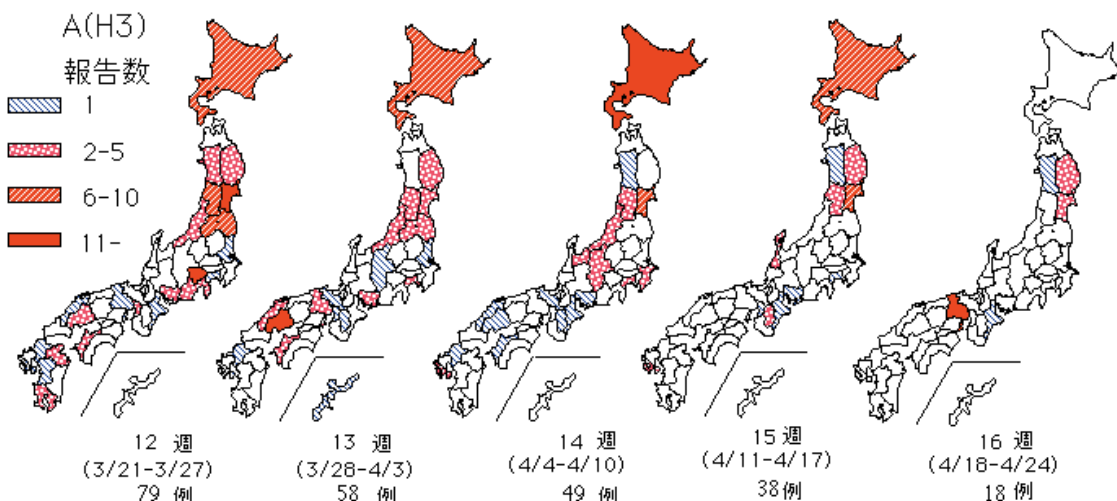 A(H3)
報告数
1
2-5
6-10
11-
12 週
(3/21-3/27)
79 例
13 週
(3/28-4/3)
58 例
14 週
(4/4-4/10)
49 例
15 週
(4/11-4/17)
38例
16 週
(4/18-4/24)
18 例